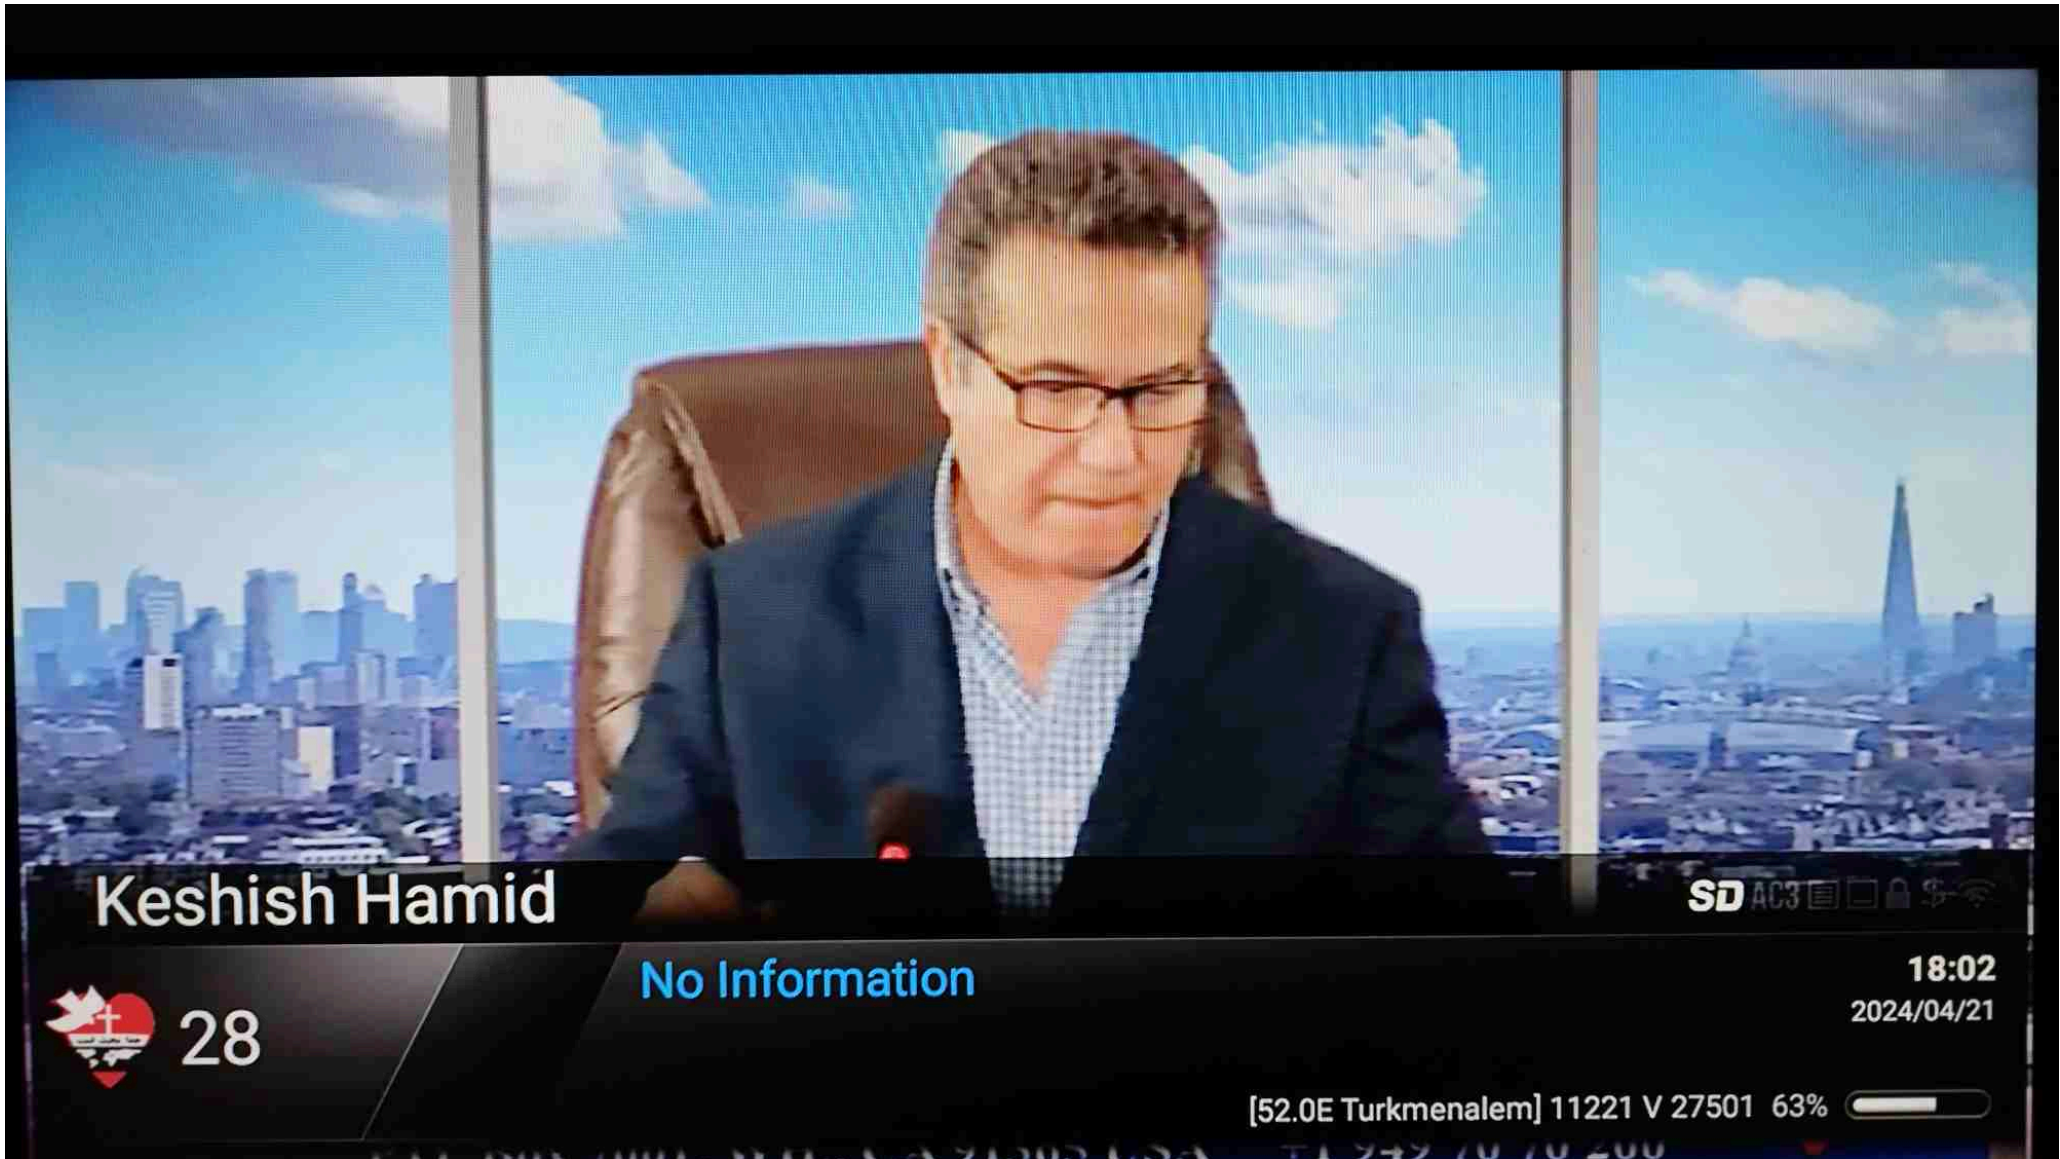 Keshish Hamid
SD AC3
28
No Information
18:02
2024/04/21
[52.0E Turkmenalem] 11221 V 27501 63%